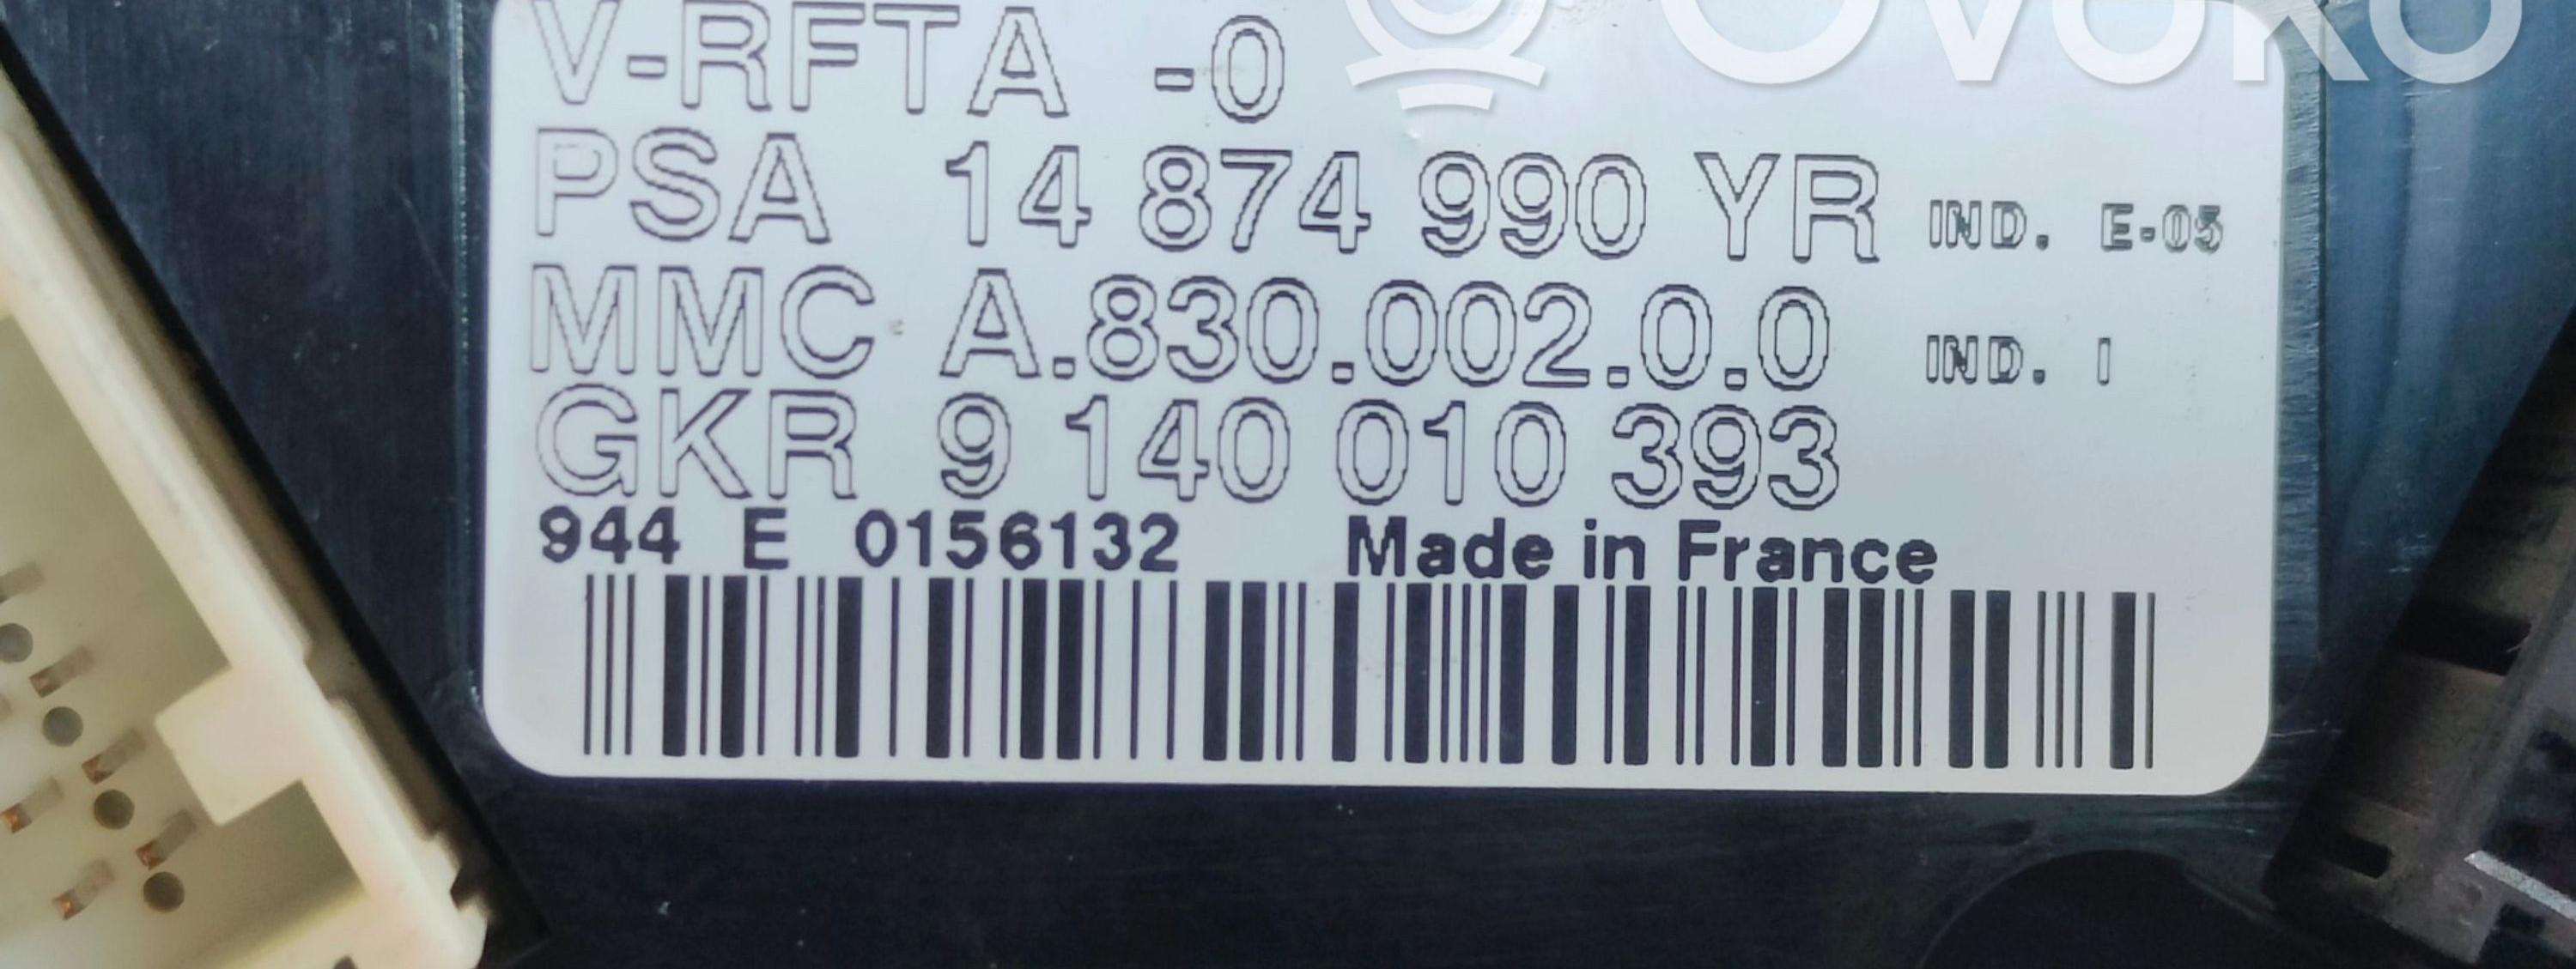 OVOKO
V-RFTA -0
PSA 14 874 990 YR IND. E-05
MMC A.830.002.0.0 IND. I
GKR 9 140 010 393
944 E 0156132 Made in France